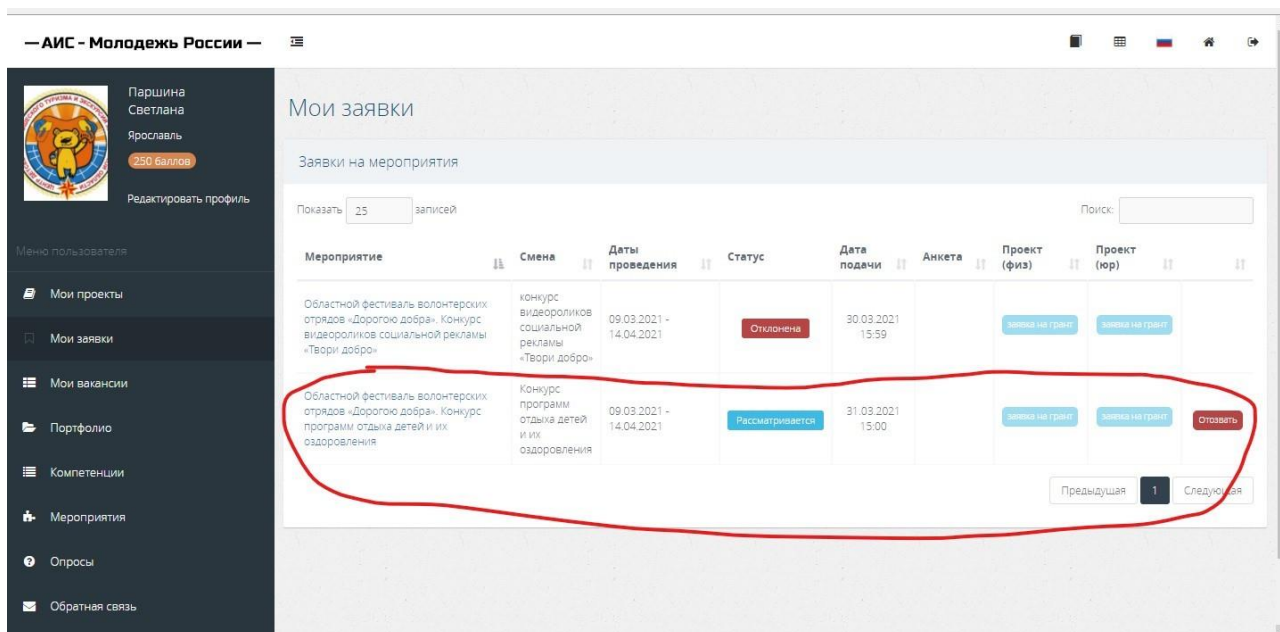 — АИС - Молодежь России —
Паршина
Светлана
Ярославль
250 баллов
Редактировать профиль
Меню пользователя
Мои проекты
Мои заявки
Мои вакансии
Портфолио
Компетенции
Мероприятия
Опросы
Обратная связь
Мои заявки
Заявки на мероприятия
Показать 25 записей
Поиск:
Мероприятие Смена Даты проведения Статус Дата подачи Анкета Проект (физ) Проект (юр)
Областной фестиваль волонтерских
отрядов «Дорогою добра». Конкурс
видеороликов социальной рекламы
«Твори добро»
конкурс
видеороликов
социальной
рекламы
«Твори добро»
09.03.2021 -
14.04.2021
Отклонена
30.03.2021
15:59
заявка на грант
заявка на грант
Областной фестиваль волонтерских
отрядов «Дорогою добра». Конкурс
программ отдыха детей и их
оздоровления
Конкурс
программ
отдыха детей
и их
оздоровления
09.03.2021 -
14.04.2021
Рассматривается
31.03.2021
15:00
заявка на грант
заявка на грант
Отозвать
Предыдущая 1 Следующая